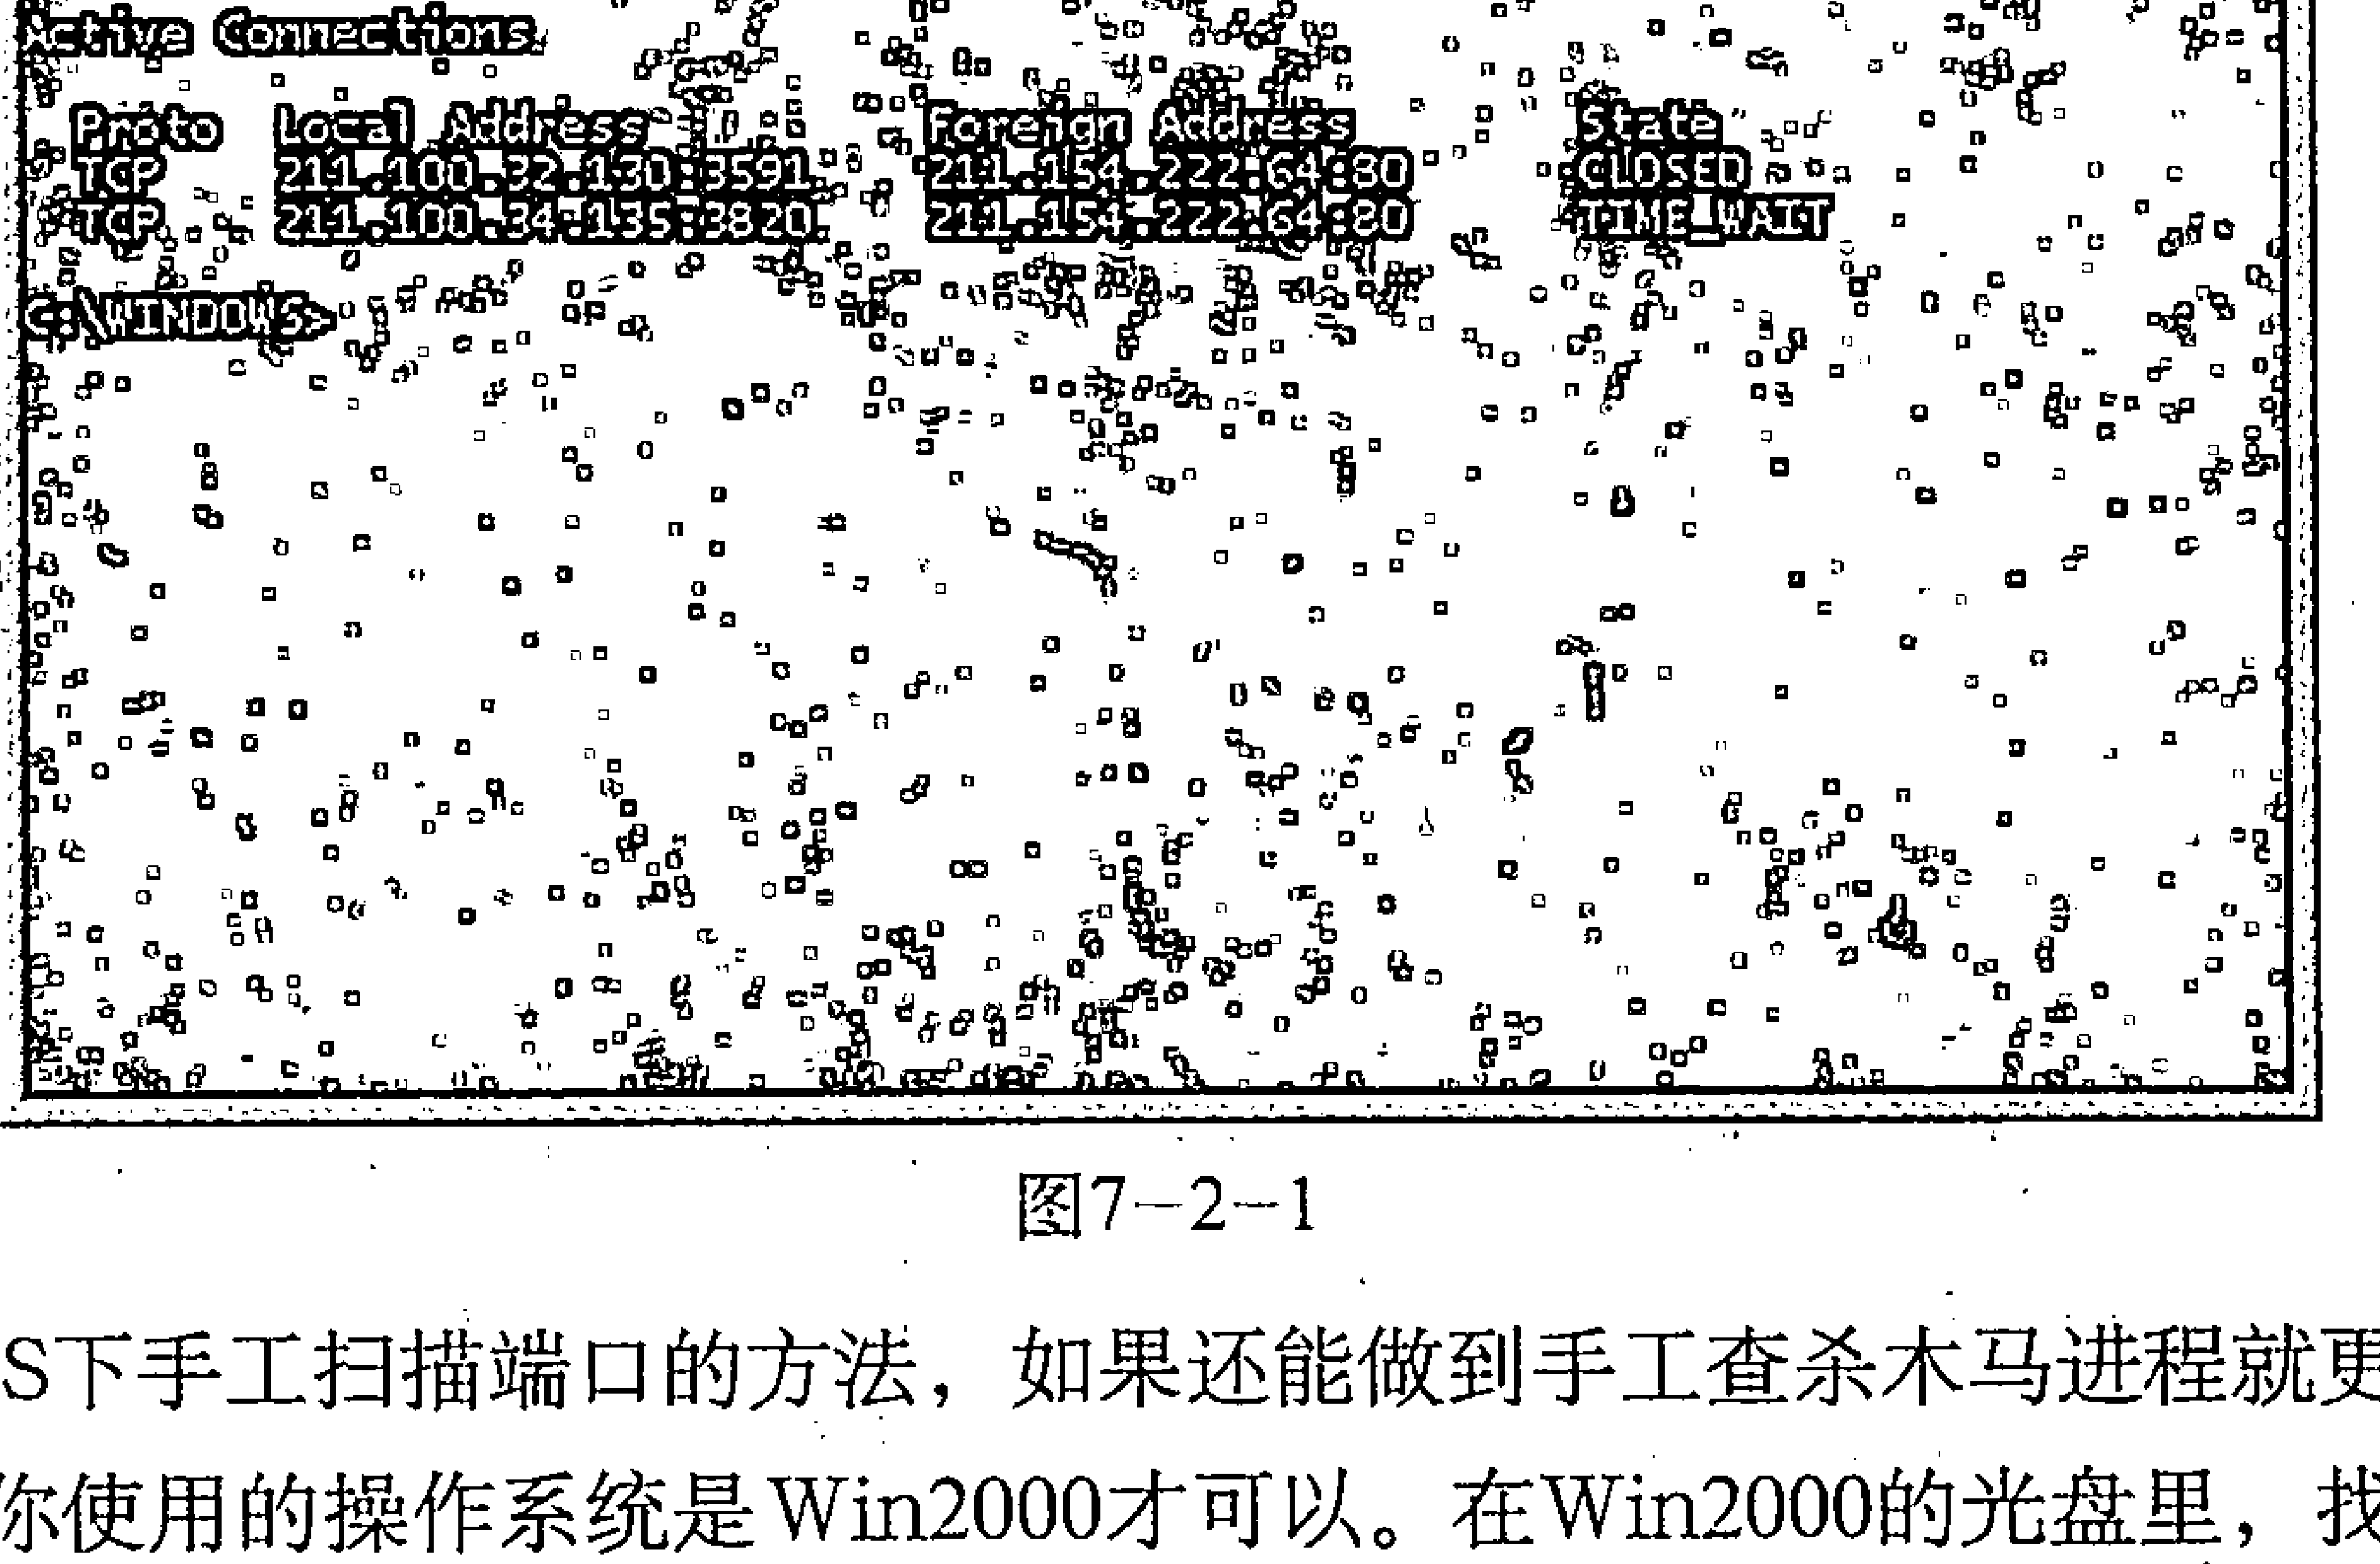 Active Connections
Proto Local Address Foreign Address State
TCP 211.100.32.130:3591 211.154.222.64:80 CLOSED
TCP 211.100.34.135:3820 211.154.222.64:80 TIME_WAIT
C:\WINDOWS>
图7-2-1
S下手工扫描端口的方法，如果还能做到手工查杀木马进程就更
你使用的操作系统是Win2000才可以。在Win2000的光盘里，找